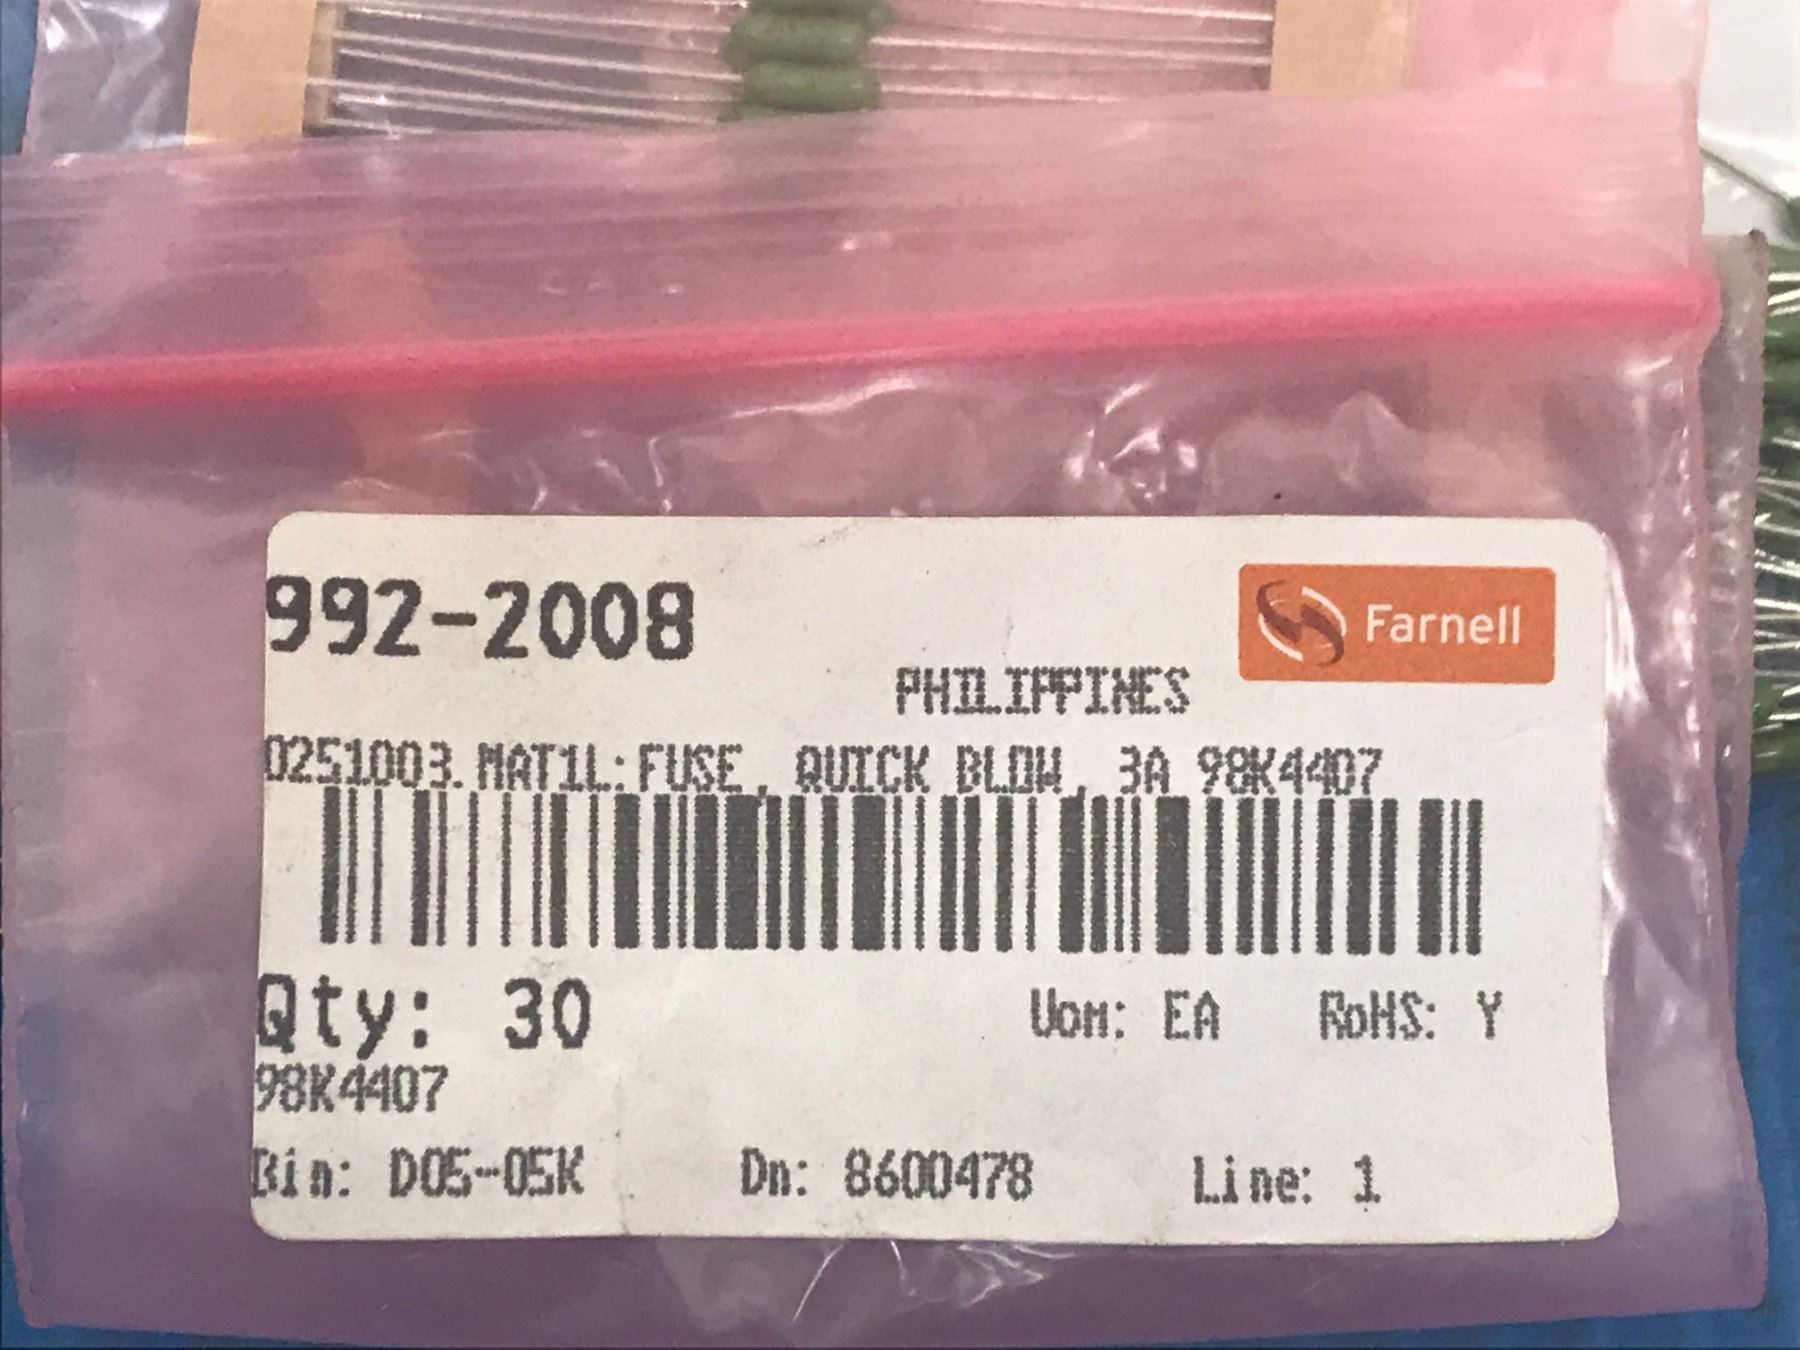 992-2008
Farnell
PHILIPPINES
0251003.MAT1L:FUSE, QUICK BLOW, 3A 98K4407
Qty: 30 Uom: EA RoHS: Y
98K4407
Bin: D05-05K Dn: 8600478 Line: 1